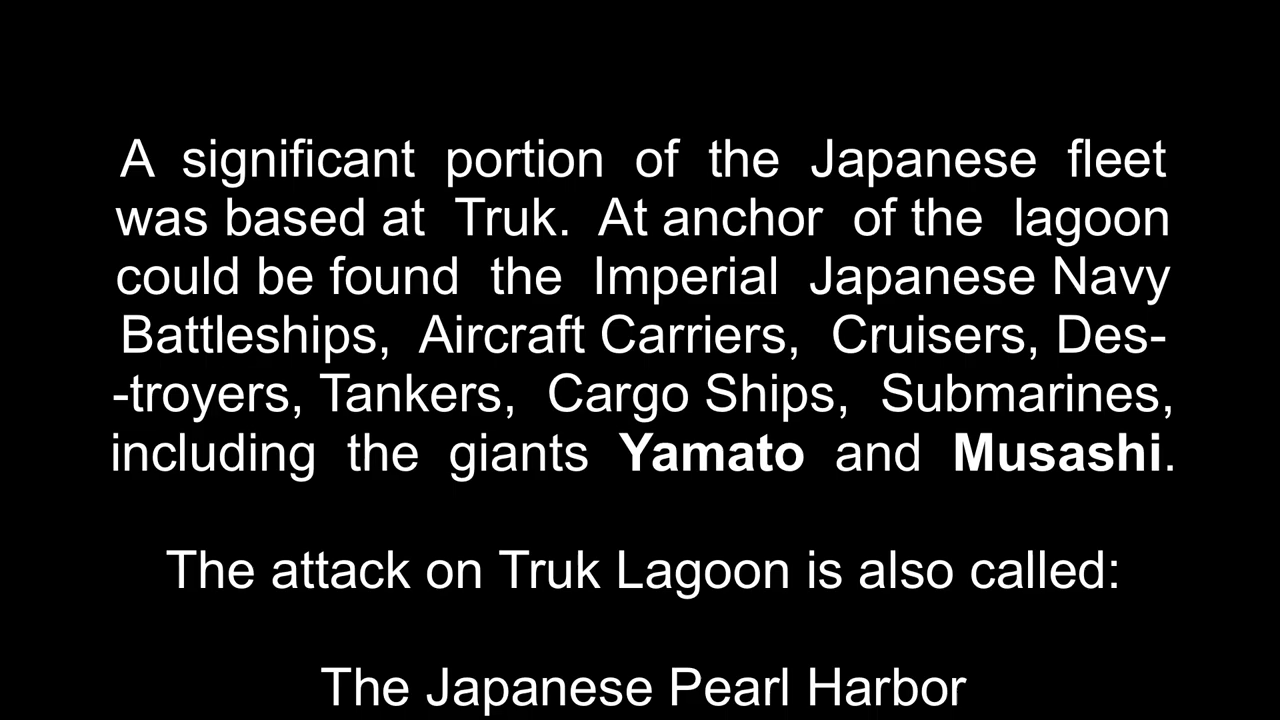 A significant portion of the Japanese fleet
was based at Truk. At anchor of the lagoon
could be found the Imperial Japanese Navy
Battleships, Aircraft Carriers, Cruisers, Des-
-troyers, Tankers, Cargo Ships, Submarines,
including the giants Yamato and Musashi.
The attack on Truk Lagoon is also called:
The Japanese Pearl Harbor